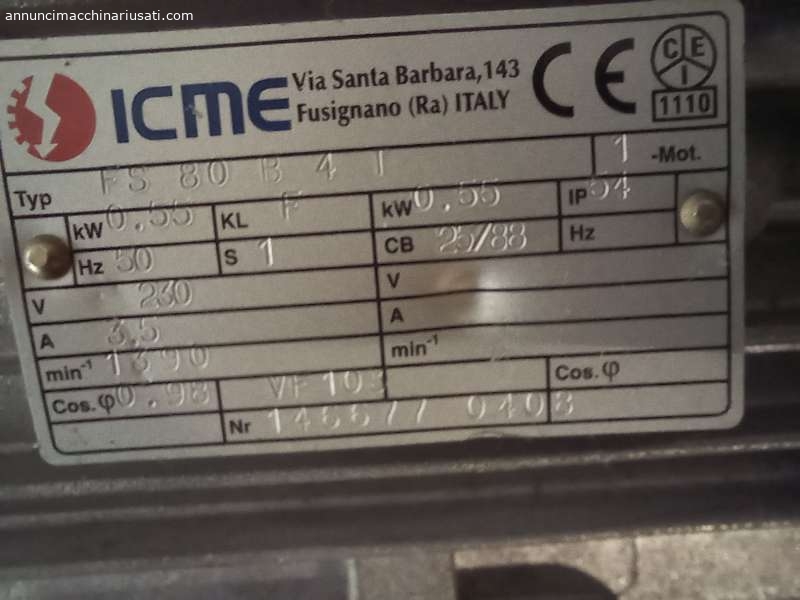 annuncimacchinariusati.com
ICME Via Santa Barbara, 143
Fusignano (Ra) ITALY
CE
CEI
1110
Typ FS 80 B 4 T 1 -Mot.
kW 0.55 KL F kW 0.55 IP 54
Hz 50 S 1 CB 25/88 Hz
V 230 V
A 3,5 A
min-1 1390 min-1
Cos.φ 0.98 VF 103 Cos.φ
Nr 0408